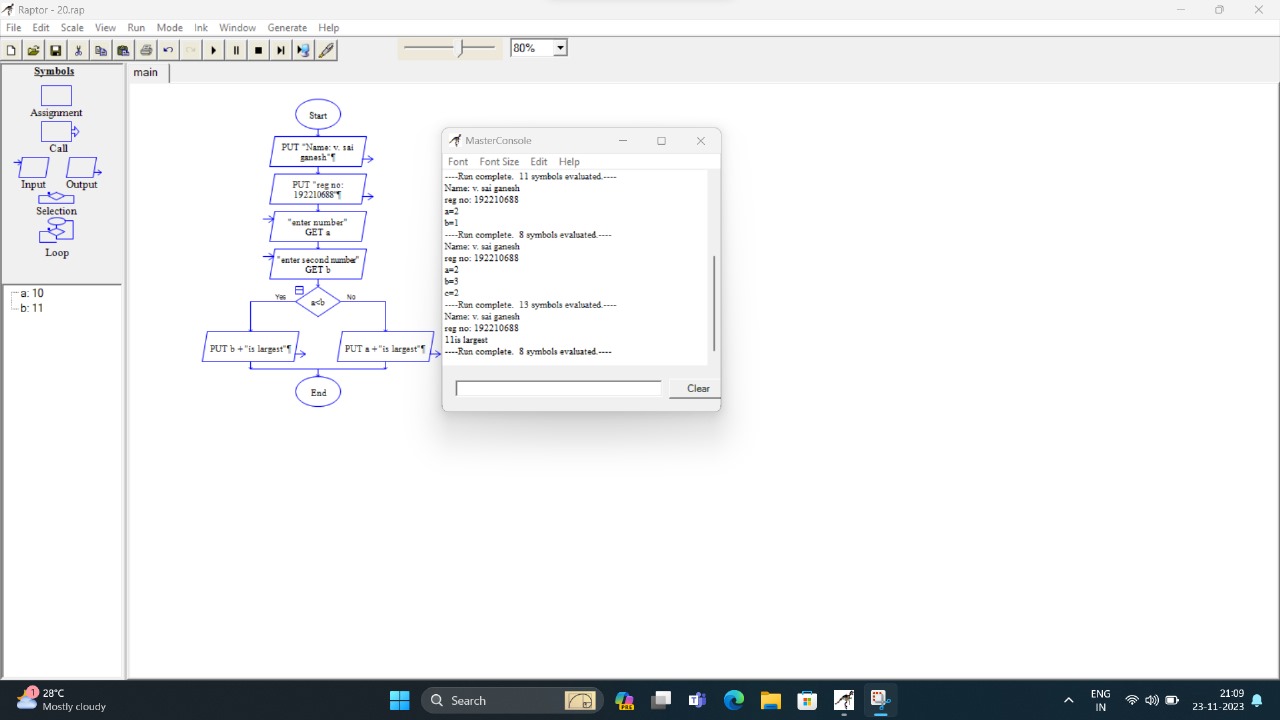 Raptor - 20.rap
File Edit Scale View Run Mode Ink Window Generate Help
80%
Symbols
Assignment
Call
Input Output
Selection
Loop
a: 10
b: 11
main
Start
PUT "Name: v. sai
ganesh"¶
PUT "reg no:
192210688"¶
"enter number"
GET a
"enter second number"
GET b
Yes a<b No
PUT b +"is largest"¶ PUT a +"is largest"¶
End
MasterConsole
Font Font Size Edit Help
----Run complete. 11 symbols evaluated.----
Name: v. sai ganesh
reg no: 192210688
a=2
b=1
----Run complete. 8 symbols evaluated.----
Name: v. sai ganesh
reg no: 192210688
a=2
b=3
c=2
----Run complete. 13 symbols evaluated.----
Name: v. sai ganesh
reg no: 192210688
11is largest
----Run complete. 8 symbols evaluated.----
Clear
1
28°C
Mostly cloudy
Search
PRE
ENG
IN
21:09
23-11-2023